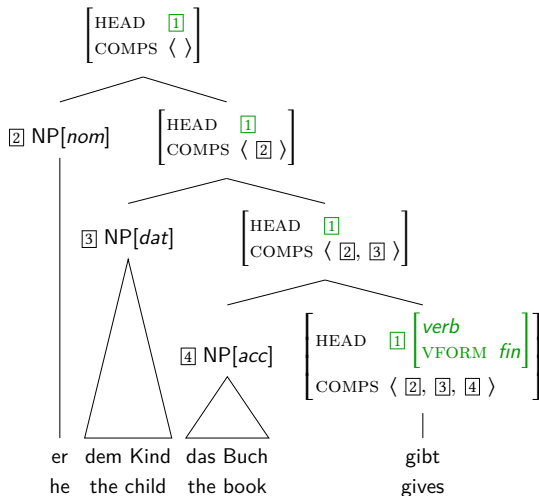 HEAD 1
COMPS ⟨ ⟩
2 NP[nom]
HEAD 1
COMPS ⟨ 2 ⟩
3 NP[dat]
HEAD 1
COMPS ⟨ 2, 3 ⟩
4 NP[acc]
HEAD 1 verb
VFORM fin
COMPS ⟨ 2, 3, 4 ⟩
er dem Kind das Buch gibt
he the child the book gives